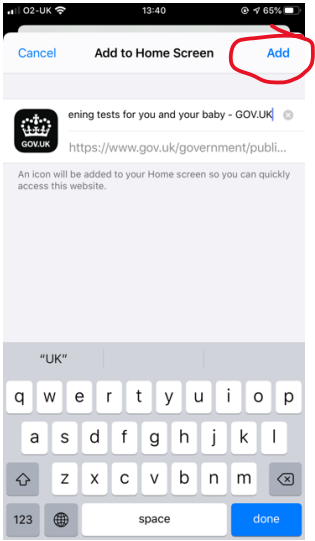 O2-UK 13:40 65%
Cancel Add to Home Screen Add
ening tests for you and your baby - GOV.UK
GOV.UK
https://www.gov.uk/government/publi...
An icon will be added to your Home screen so you can quickly
access this website.
“UK”
q w e r t y u i o p
a s d f g h j k l
z x c v b n m
123 space done